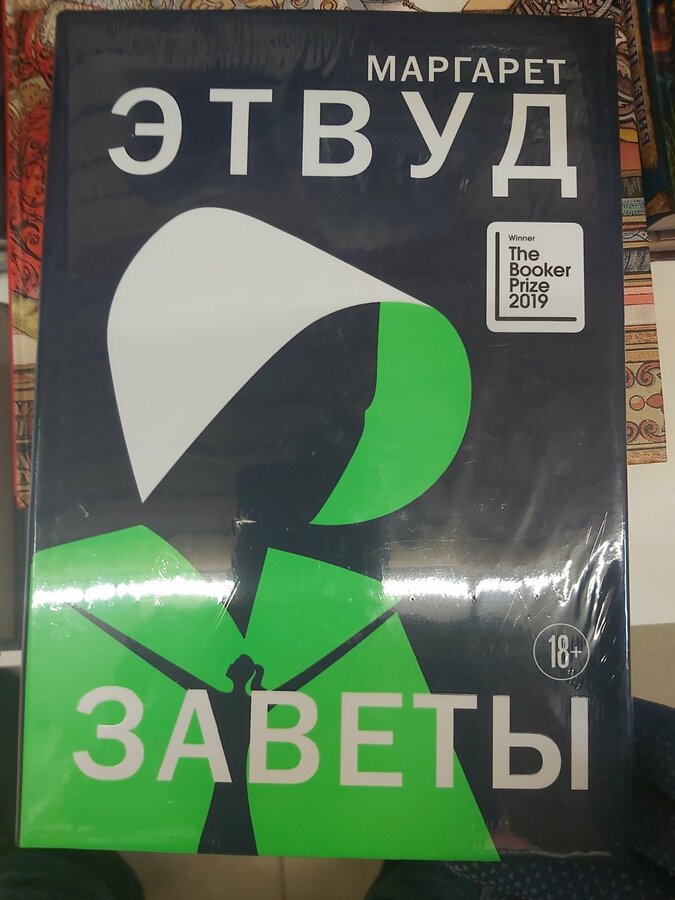 МАРГАРЕТ
ЭТВУД
Winner
The
Booker
Prize
2019
18+
ЗАВЕТЫ